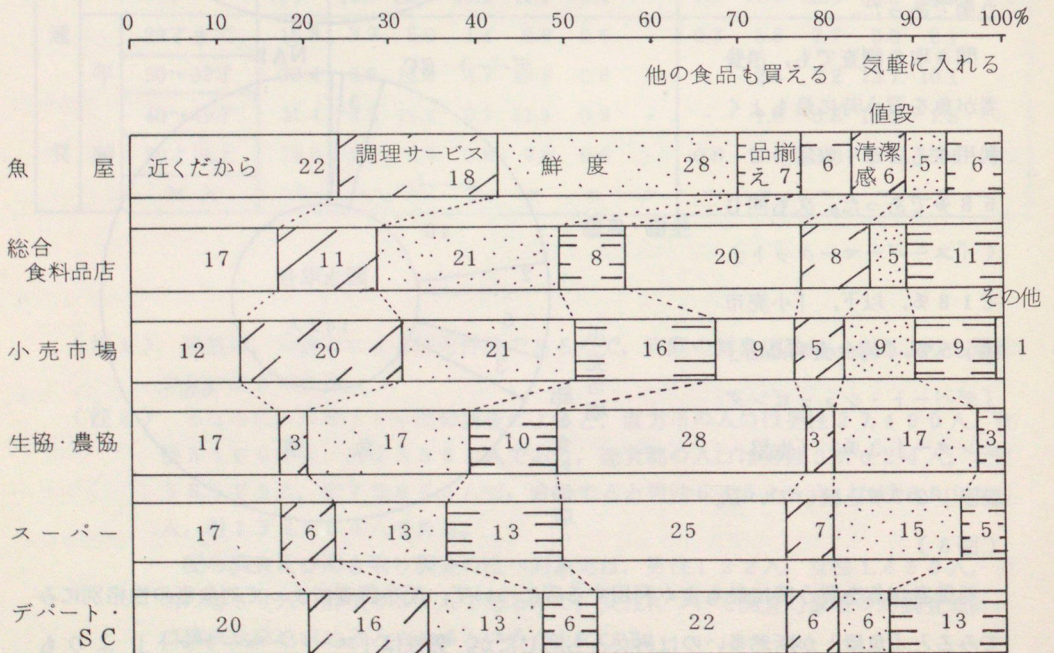 0 10 20 30 40 50 60 70 80 90 100%
他の食品も買える 気軽に入れる
値段
魚屋 近くだから 22 調理サービス 18 鮮度 28 品揃え 7 6 清潔感 6 5 6
総合食料品店 17 11 21 8 20 8 5 11
その他
小売市場 12 20 21 16 9 5 8 9 1
生協・農協 17 3 17 10 28 3 17 3
スーパー 17 6 13 13 25 7 15 5
デパート SC 20 16 13 6 22 6 6 13